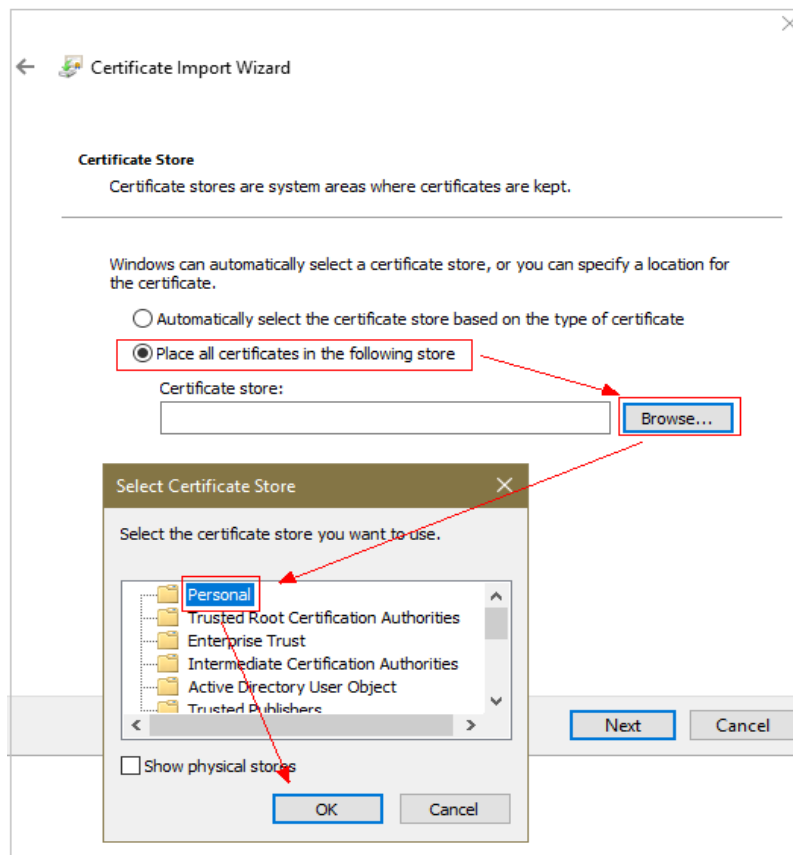 Certificate Import Wizard
Certificate Store
Certificate stores are system areas where certificates are kept.
Windows can automatically select a certificate store, or you can specify a location for
the certificate.
Automatically select the certificate store based on the type of certificate
Place all certificates in the following store
Certificate store:
Browse...
Select Certificate Store
Select the certificate store you want to use.
Personal
Trusted Root Certification Authorities
Enterprise Trust
Intermediate Certification Authorities
Active Directory User Object
Trusted Publishers
Show physical stores
OK
Cancel
Next
Cancel